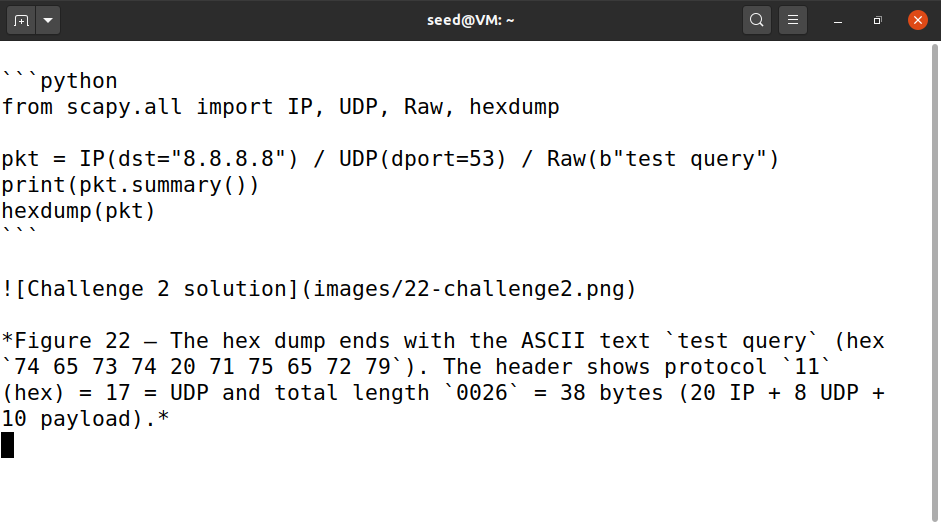 seed@VM: ~
```python
from scapy.all import IP, UDP, Raw, hexdump
pkt = IP(dst="8.8.8.8") / UDP(dport=53) / Raw(b"test query")
print(pkt.summary())
hexdump(pkt)
```
![Challenge 2 solution](images/22-challenge2.png)
*Figure 22 — The hex dump ends with the ASCII text `test query` (hex
`74 65 73 74 20 71 75 65 72 79`). The header shows protocol `11`
(hex) = 17 = UDP and total length `0026` = 38 bytes (20 IP + 8 UDP +
10 payload).*